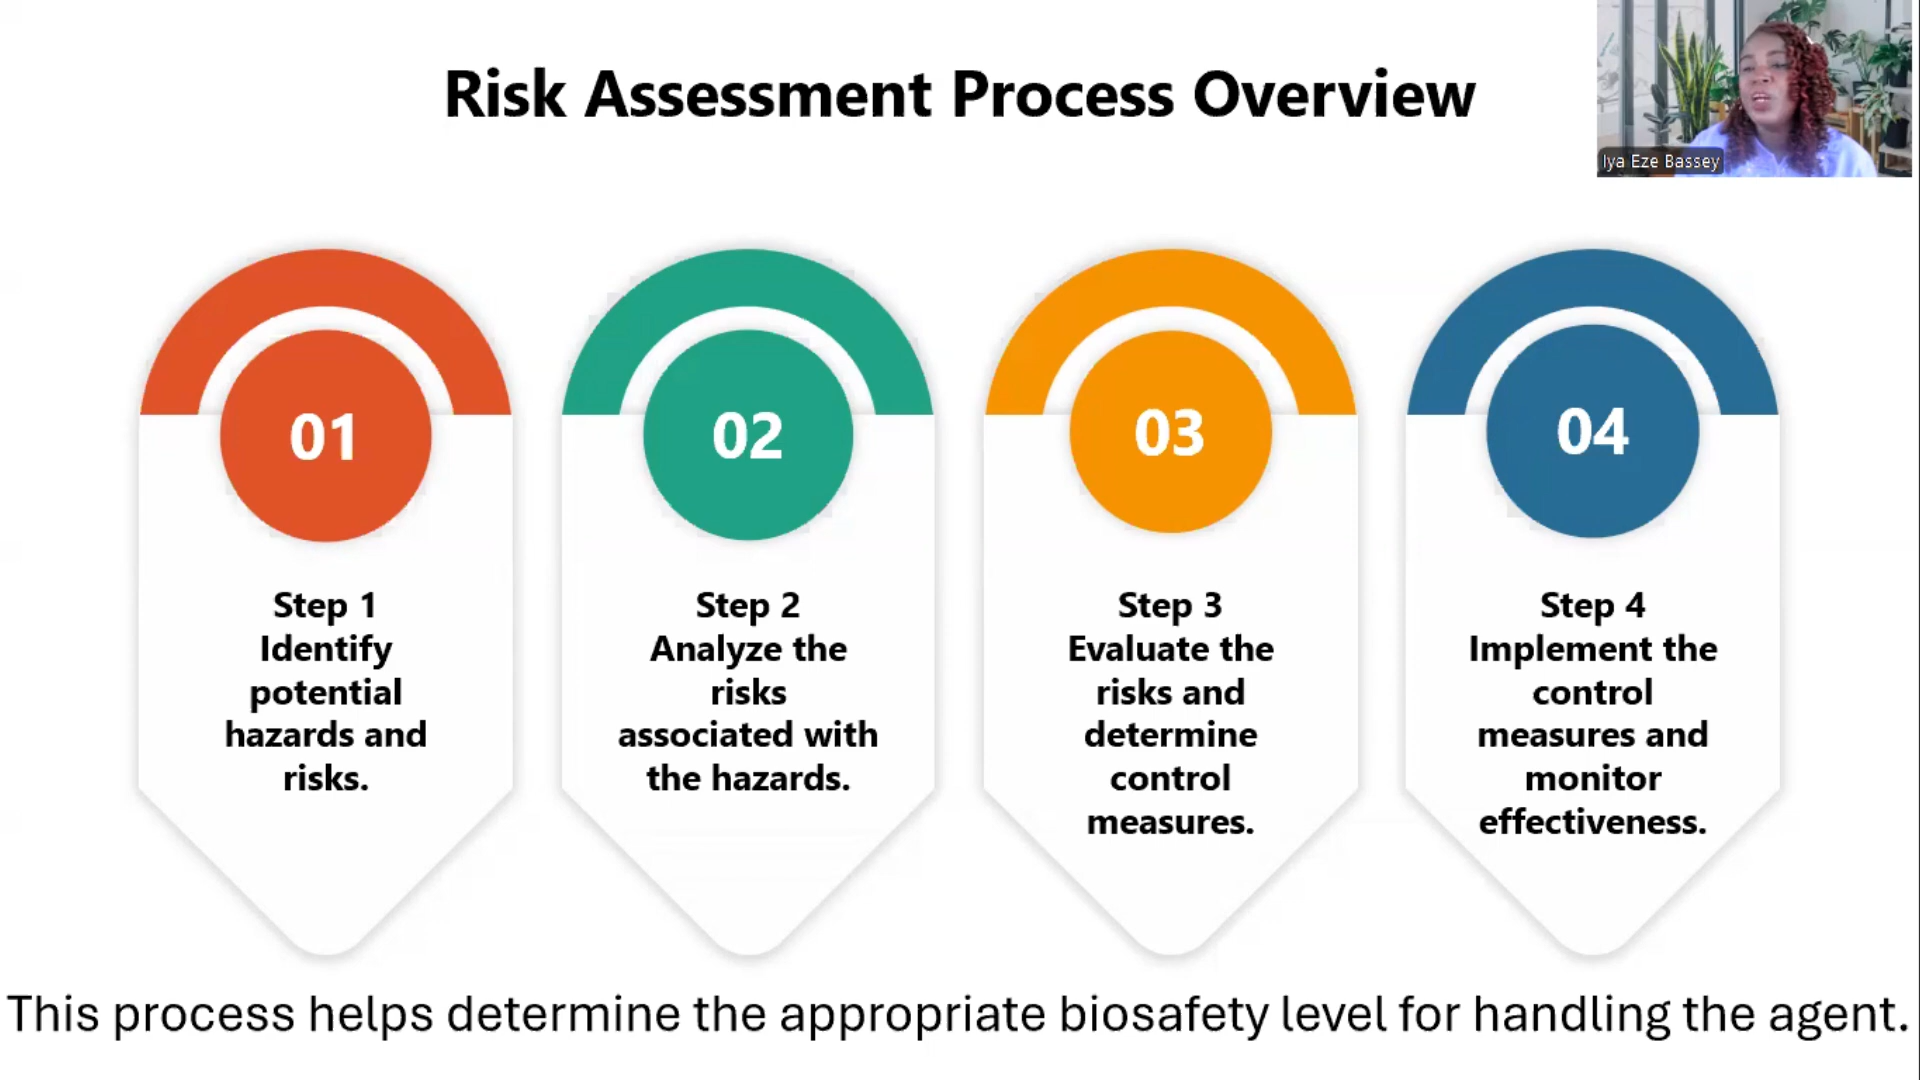 Risk Assessment Process Overview
Iya Eze Bassey
01
02
03
04
Step 1
Identify
potential
hazards and
risks.
Step 2
Analyze the
risks
associated with
the hazards.
Step 3
Evaluate the
risks and
determine
control
measures.
Step 4
Implement the
control
measures and
monitor
effectiveness.
This process helps determine the appropriate biosafety level for handling the agent.